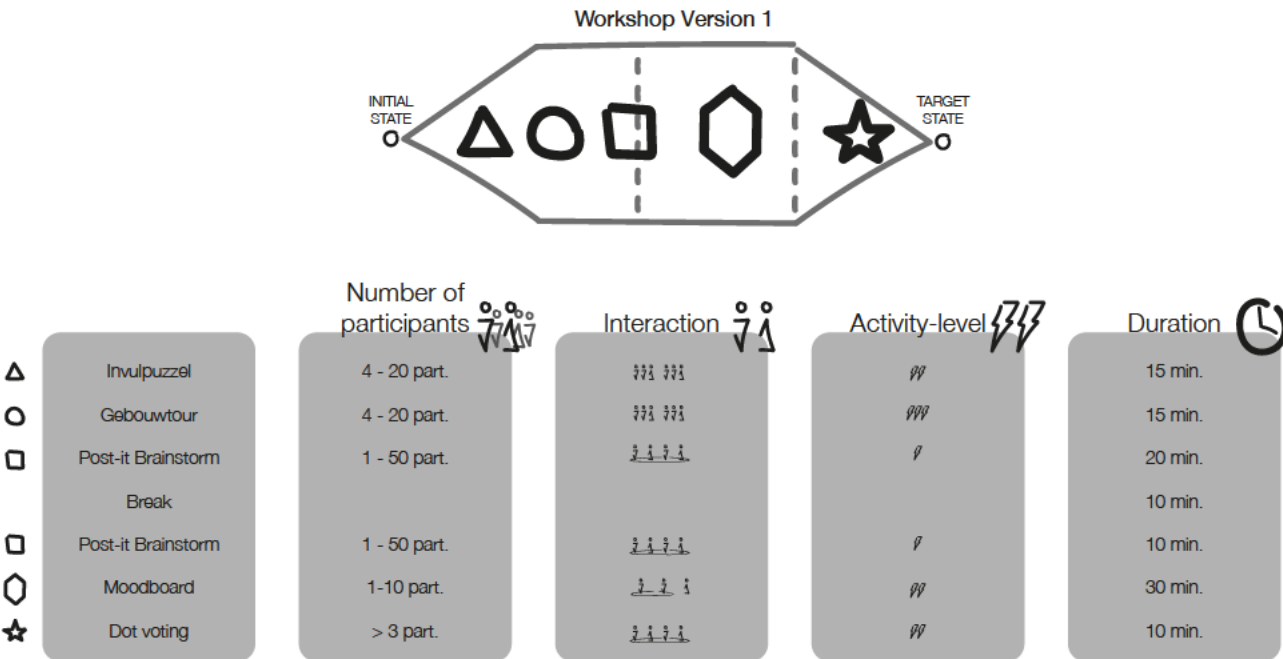 Workshop Version 1
INITIAL
STATE
TARGET
STATE
Number of
participants
Interaction
Activity-level
Duration
Invulpuzzel 4 - 20 part. 15 min.
Gebouwtour 4 - 20 part. 15 min.
Post-it Brainstorm 1 - 50 part. 20 min.
Break 10 min.
Post-it Brainstorm 1 - 50 part. 10 min.
Moodboard 1-10 part. 30 min.
Dot voting > 3 part. 10 min.